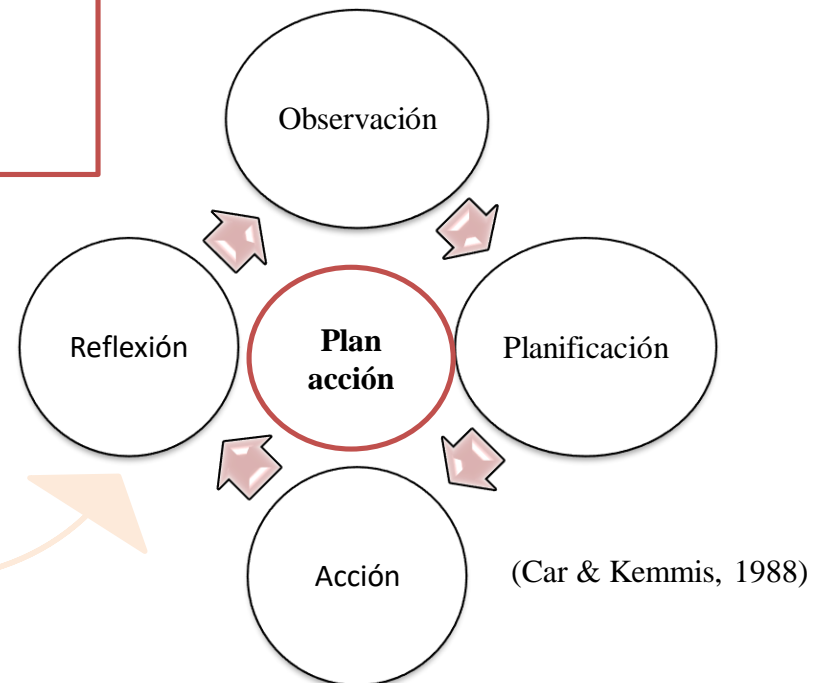 Observación
Reflexión
Plan
acción
Planificación
Acción
(Car & Kemmis, 1988)